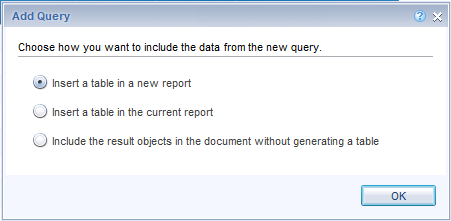 Add Query
Choose how you want to include the data from the new query.
Insert a table in a new report
Insert a table in the current report
Include the result objects in the document without generating a table
OK